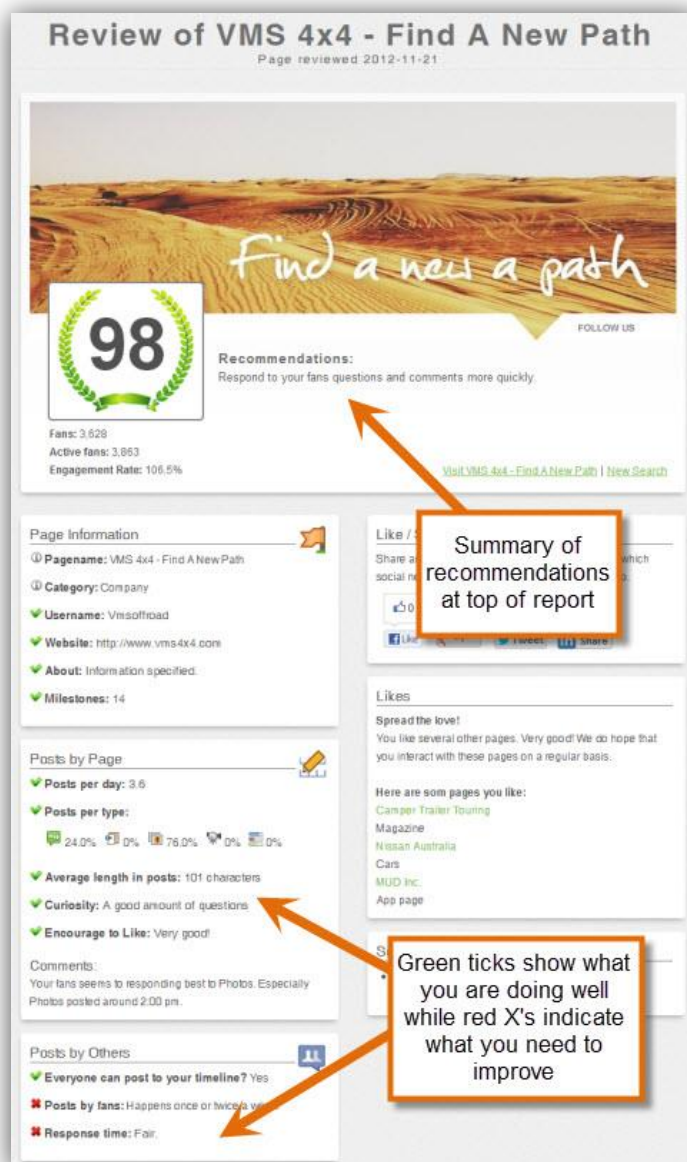 Review of VMS 4x4 - Find A New Path
Page reviewed 2012-11-21
Find a new a path
FOLLOW US
98
Recommendations:
Respond to your fans questions and comments more quickly.
Fans: 3,628
Active fans: 3,863
Engagement Rate: 106.5%
Visit VMS 4x4 - Find A New Path | New Search
Page Information
Pagename: VMS 4x4 - Find A New Path
Category: Company
Username: Vmsoffroad
Website: http://www.vms4x4.com
About: Information specified.
Milestones: 14
Posts by Page
Posts per day: 3.6
Posts per type:
24.0% 0% 76.0% 0% 0%
Average length in posts: 101 characters
Curiosity: A good amount of questions
Encourage to Like: Very good!
Comments:
Your fans seems to responding best to Photos. Especially
Photos posted around 2:00 pm.
Posts by Others
Everyone can post to your timeline? Yes
Posts by fans: Happens once or twice a
Response time: Fair.
Like /
Share
which
social
0
Like
Tweet
Share
Summary of
recommendations
at top of report
Likes
Spread the love!
You like several other pages. Very good! We do hope that
you interact with these pages on a regular basis.
Here are som pages you like:
Camper Trailer Touring
Magazine
Nissan Australia
Cars
MUD Inc.
App page
Green ticks show what
you are doing well
while red X's indicate
what you need to
improve